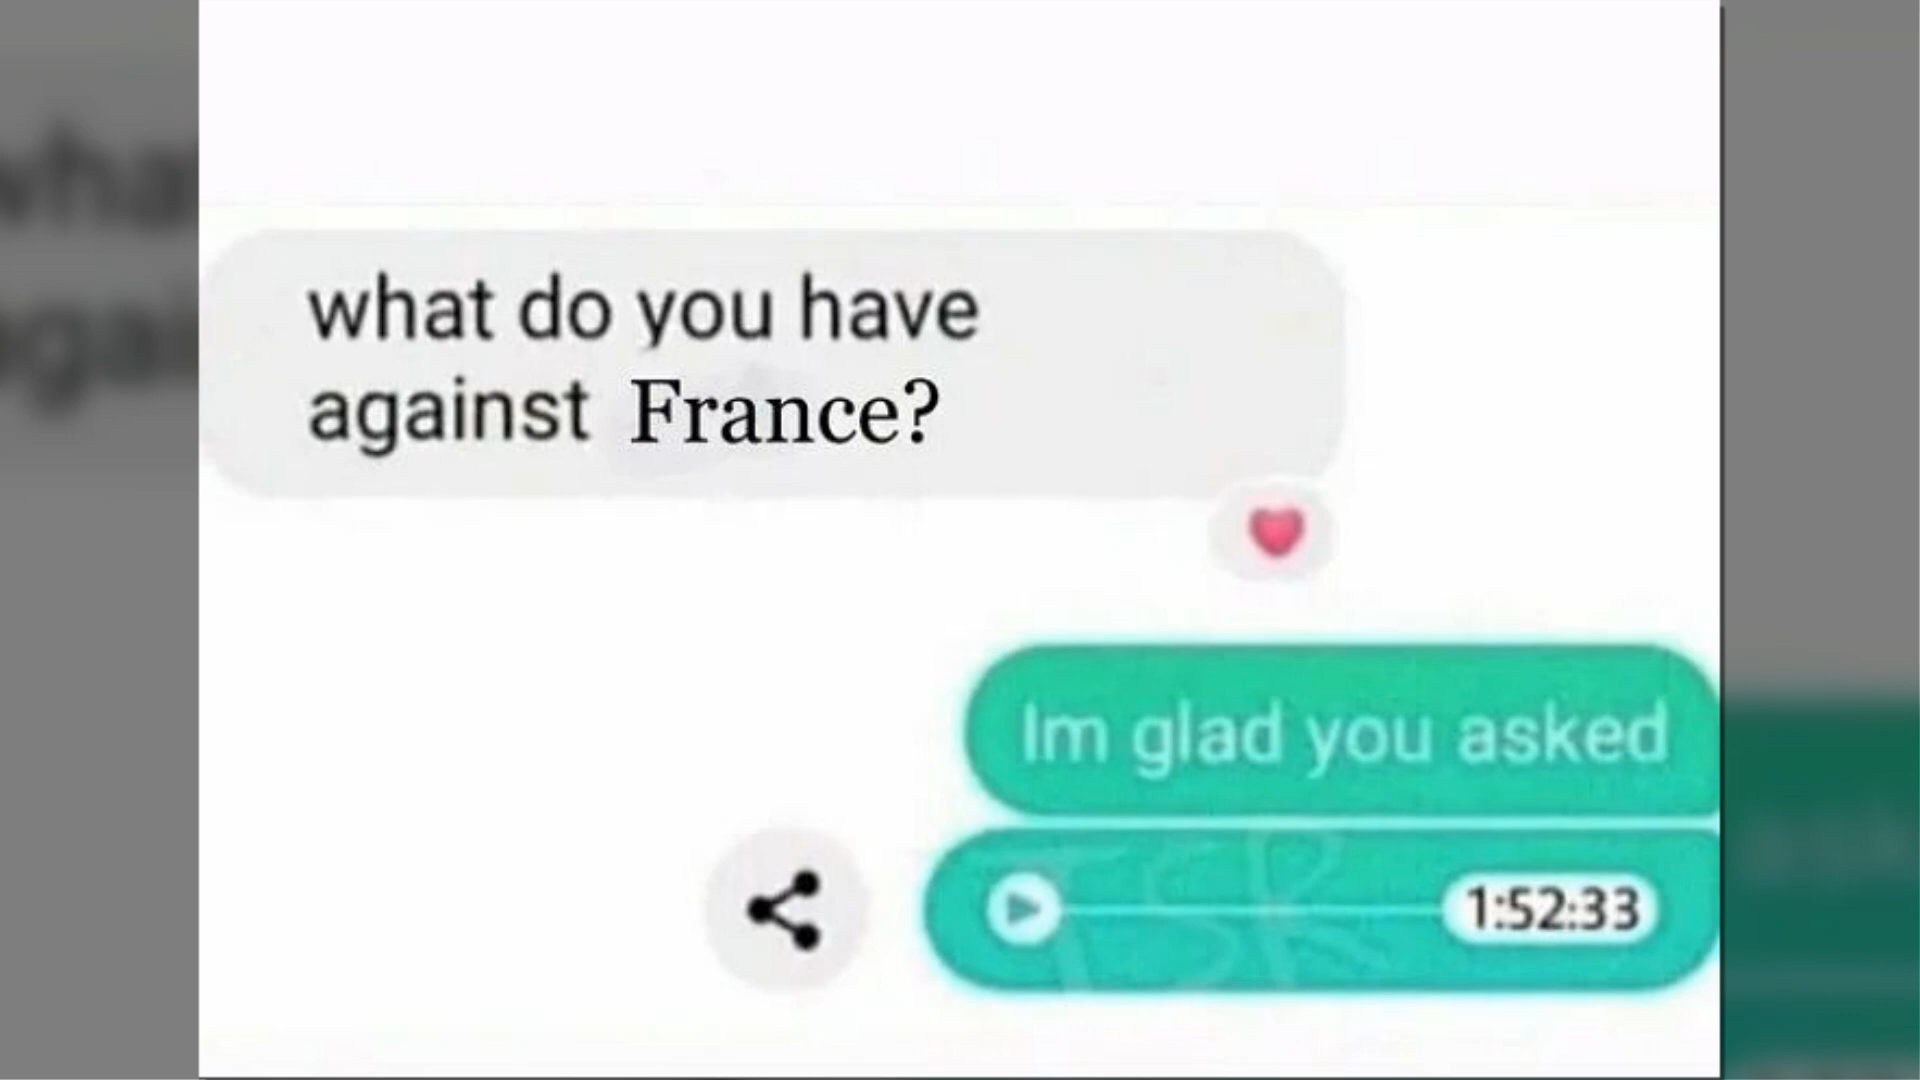 what do you have
against France?
Im glad you asked
1:52:33